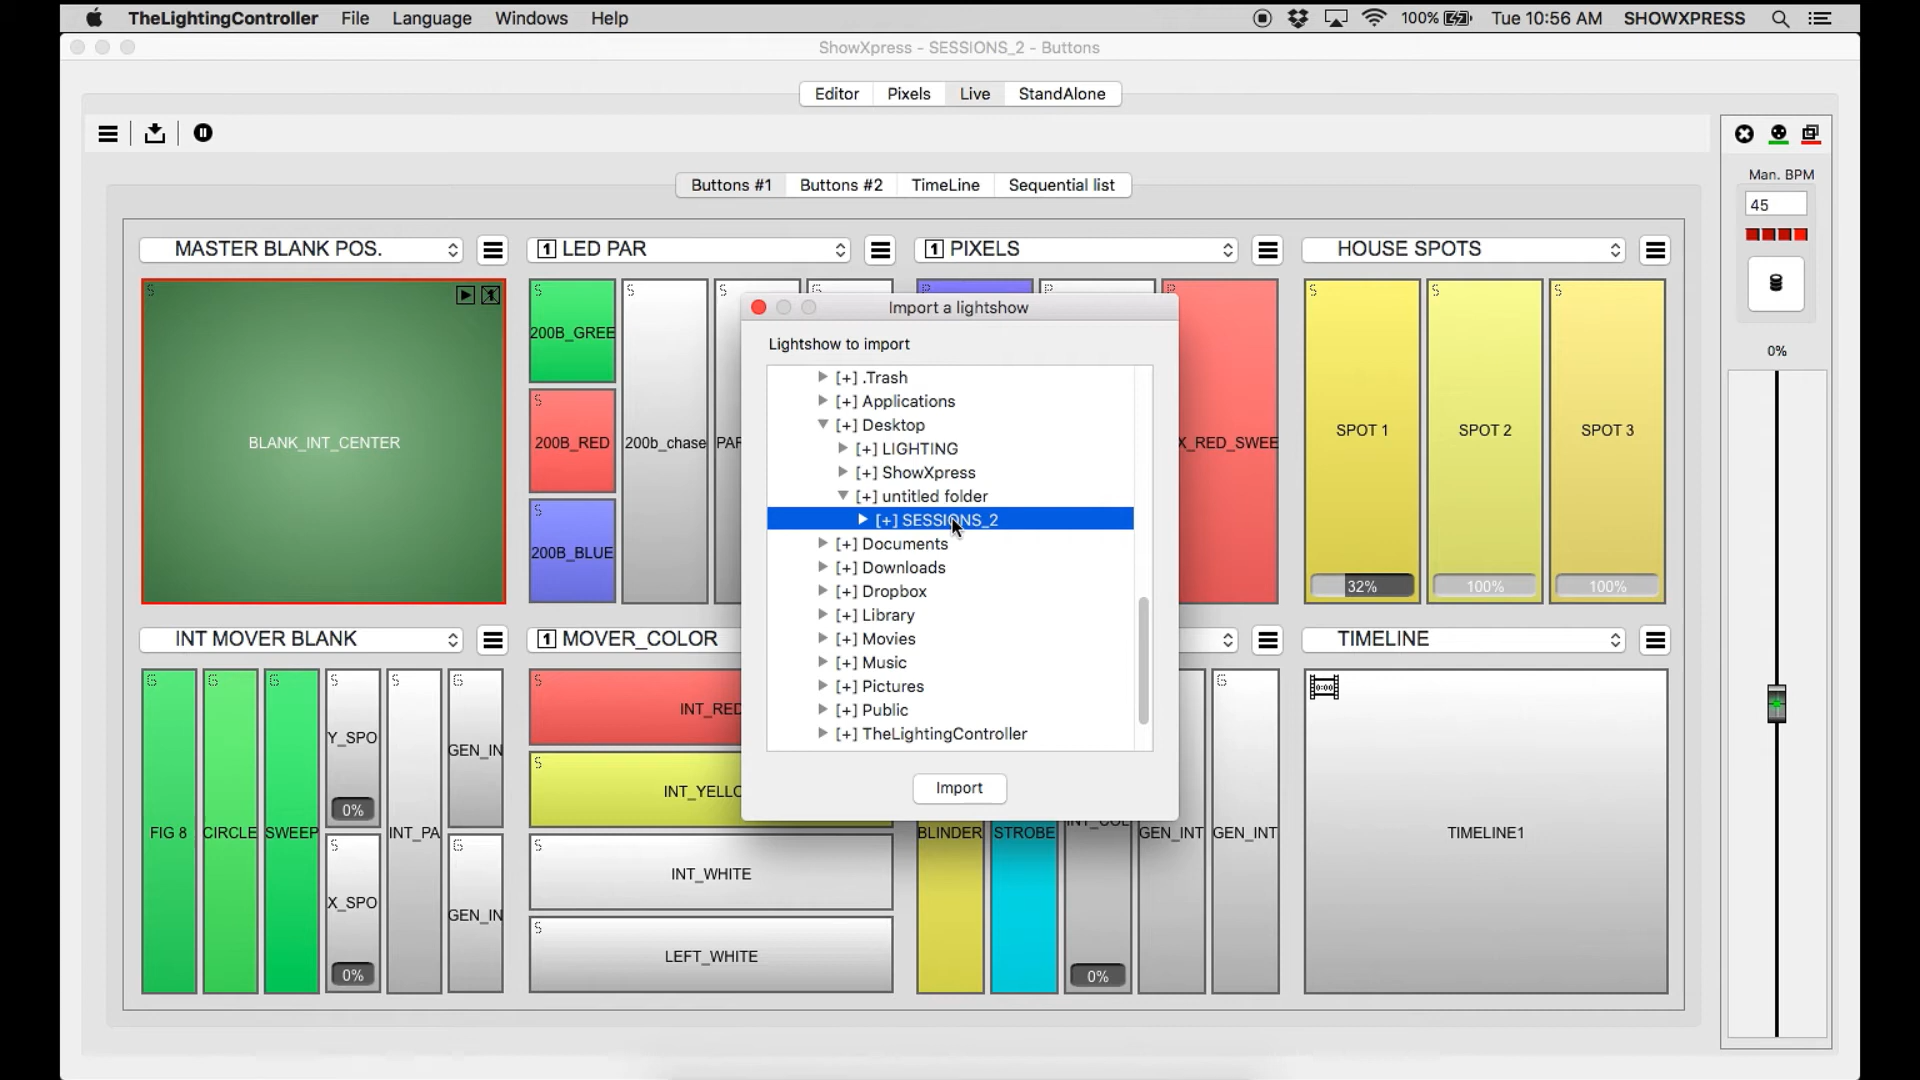 TheLightingController File Language Windows Help 100% Tue 10:56 AM SHOWXPRESS
ShowXpress - SESSIONS_2 - Buttons
Editor Pixels Live StandAlone
Man. BPM
45
0%
Buttons #1 Buttons #2 TimeLine Sequential list
MASTER BLANK POS. 1 LED PAR 1 PIXELS HOUSE SPOTS
S BLANK_INT_CENTER
S 200B_GREE
S 200B_RED
S 200B_BLUE
S 200b_chase
S PAR
X_RED_SWEE
S SPOT 1 32%
S SPOT 2 100%
S SPOT 3 100%
Import a lightshow
Lightshow to import
[+] .Trash
[+] Applications
[+] Desktop
[+] LIGHTING
[+] ShowXpress
[+] untitled folder
[+] SESSIONS_2
[+] Documents
[+] Downloads
[+] Dropbox
[+] Library
[+] Movies
[+] Music
[+] Pictures
[+] Public
[+] TheLightingController
Import
INT MOVER BLANK 1 MOVER_COLOR TIMELINE
G FIG 8
G CIRCLE
G SWEEP
S Y_SPO 0%
S X_SPO 0%
S INT_PA
G GEN_IN
G GEN_IN
S INT_RED
S INT_YELLO
S INT_WHITE
S LEFT_WHITE
BLINDER
STROBE
INT_COL 0%
GEN_INT
G GEN_INT
0:00
TIMELINE1